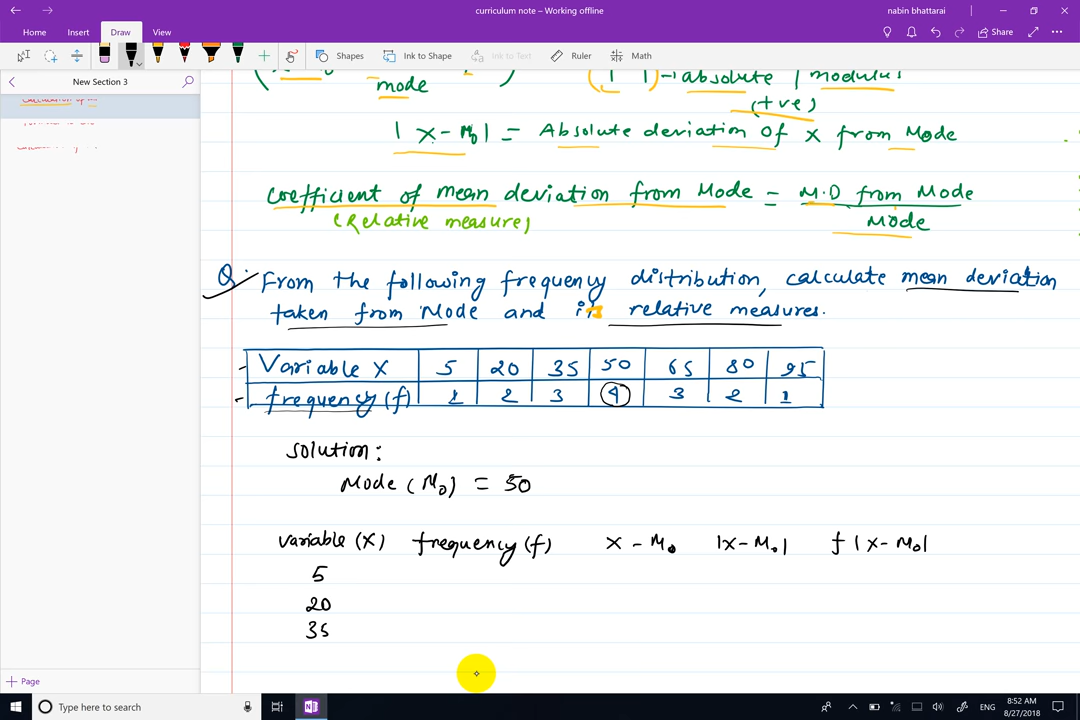 curriculum note – Working offline
nabin bhattarai
Home Insert Draw View
Share
Shapes Ink to Shape Ink to Text Ruler Math
New Section 3
mode | | → absolute / modulus
(+ve)
| X - M₀ | = Absolute deviation of X from Mode
Coefficient of mean deviation from Mode = M.D from Mode
Mode
(Relative measure)
Q. From the following frequency distribution, calculate mean deviation
taken from Mode and its relative measures.
Variable X 5 20 35 50 65 80 95
frequency (f) 1 2 3 4 3 2 1
Solution:
Mode (M₀) = 50
Variable (X) frequency (f) X - M₀ |X - M₀| f |X - M₀|
5
20
35
+ Page
Type here to search
ENG
8:52 AM
8/27/2018